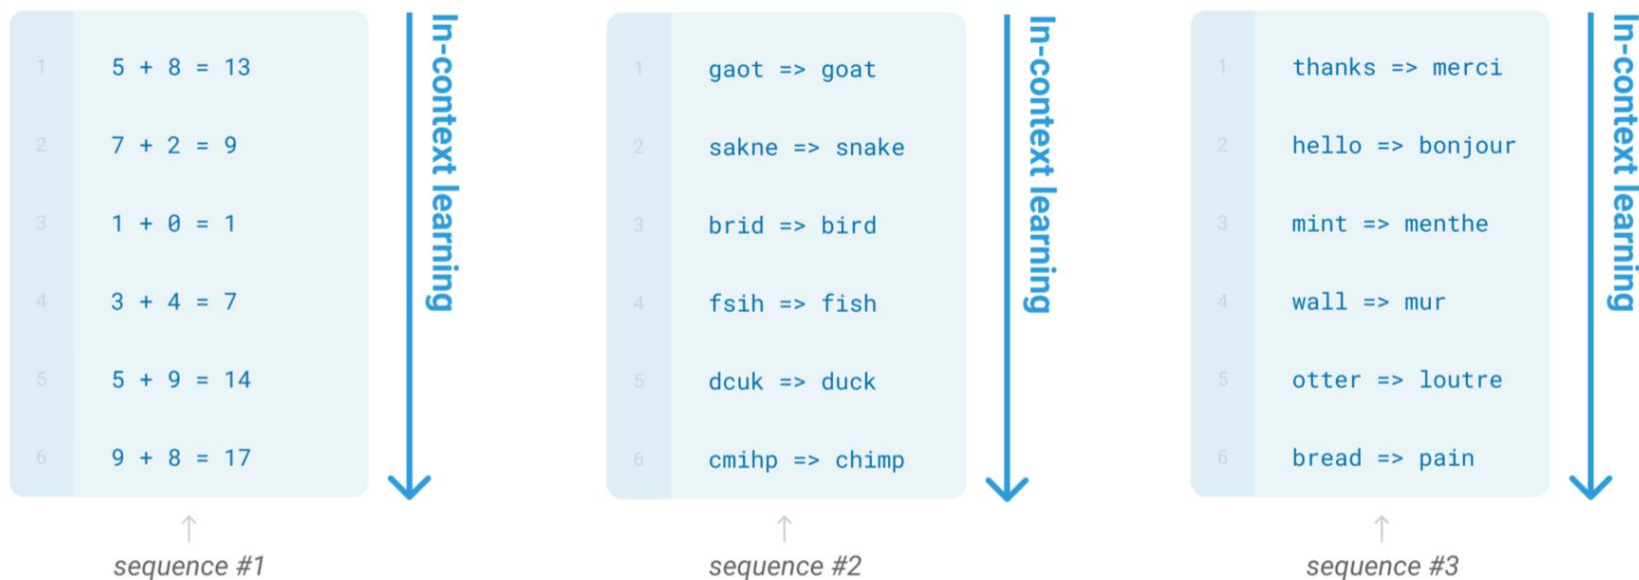 1 5 + 8 = 13
2 7 + 2 = 9
3 1 + 0 = 1
4 3 + 4 = 7
5 5 + 9 = 14
6 9 + 8 = 17
In-context learning
sequence #1
1 gaot => goat
2 sakne => snake
3 brid => bird
4 fsih => fish
5 dcuk => duck
6 cmihp => chimp
In-context learning
sequence #2
1 thanks => merci
2 hello => bonjour
3 mint => menthe
4 wall => mur
5 otter => loutre
6 bread => pain
In-context learning
sequence #3